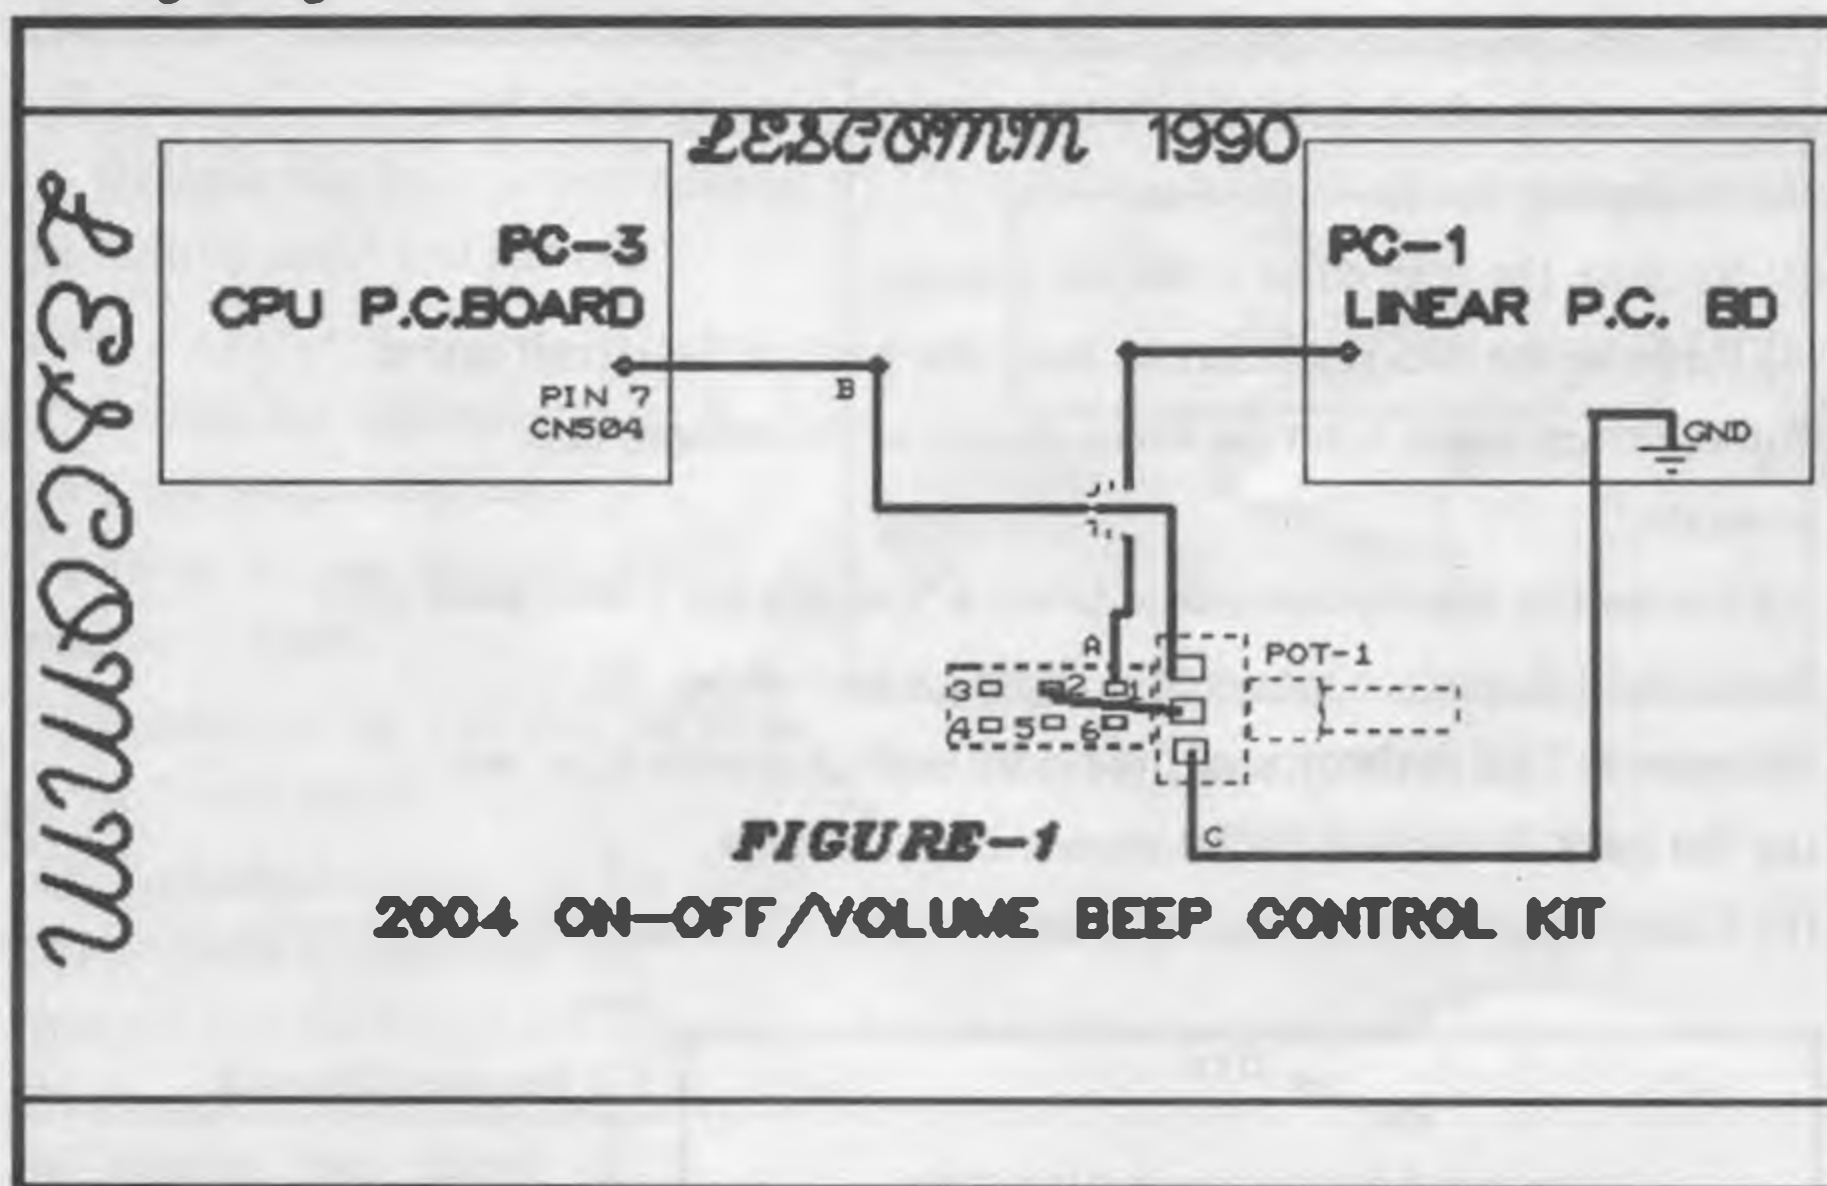 LESCOMM 1990
LESCOMM
PC-3
CPU P.C.BOARD
PIN 7
CN504
B
PC-1
LINEAR P.C. BD
GND
A
POT-1
3 2 1
4 5 6
C
FIGURE-1
2004 ON-OFF/VOLUME BEEP CONTROL KIT